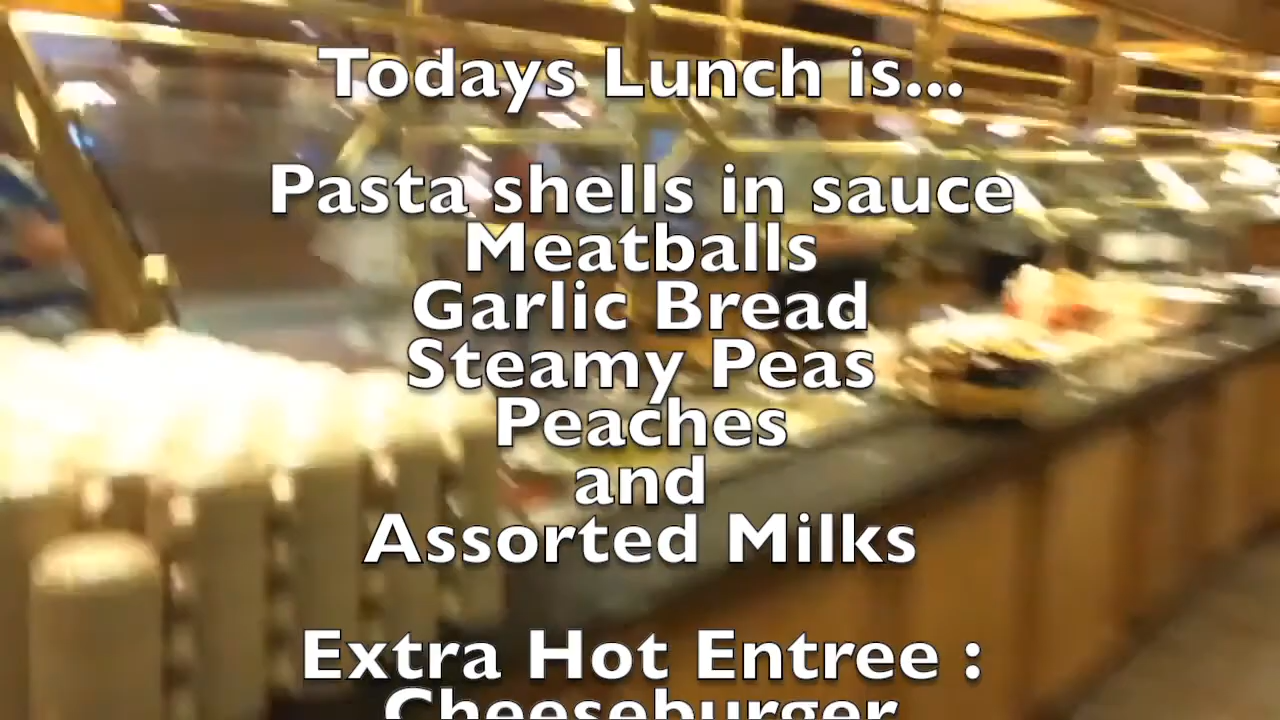 Todays Lunch is...
Pasta shells in sauce
Meatballs
Garlic Bread
Steamy Peas
Peaches
and
Assorted Milks
Extra Hot Entree :
Cheeseburger